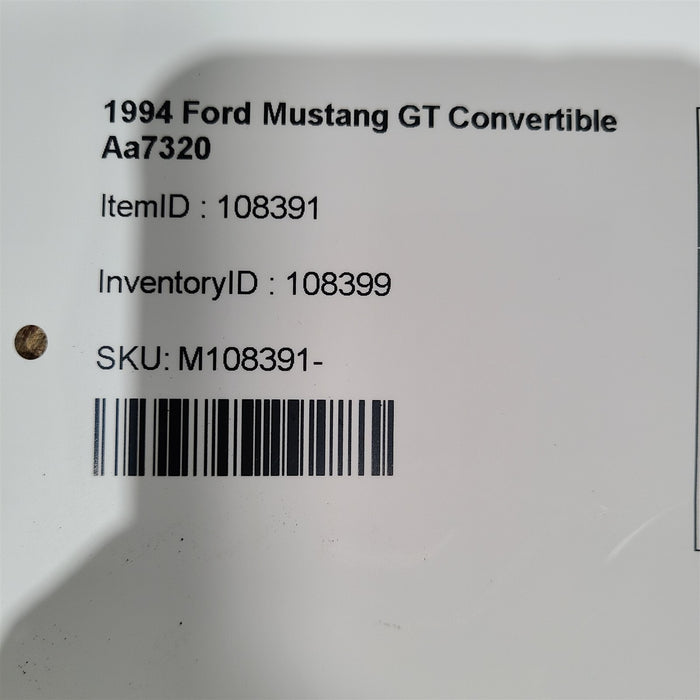 1994 Ford Mustang GT Convertible
Aa7320
ItemID : 108391
InventoryID : 108399
SKU: M108391-